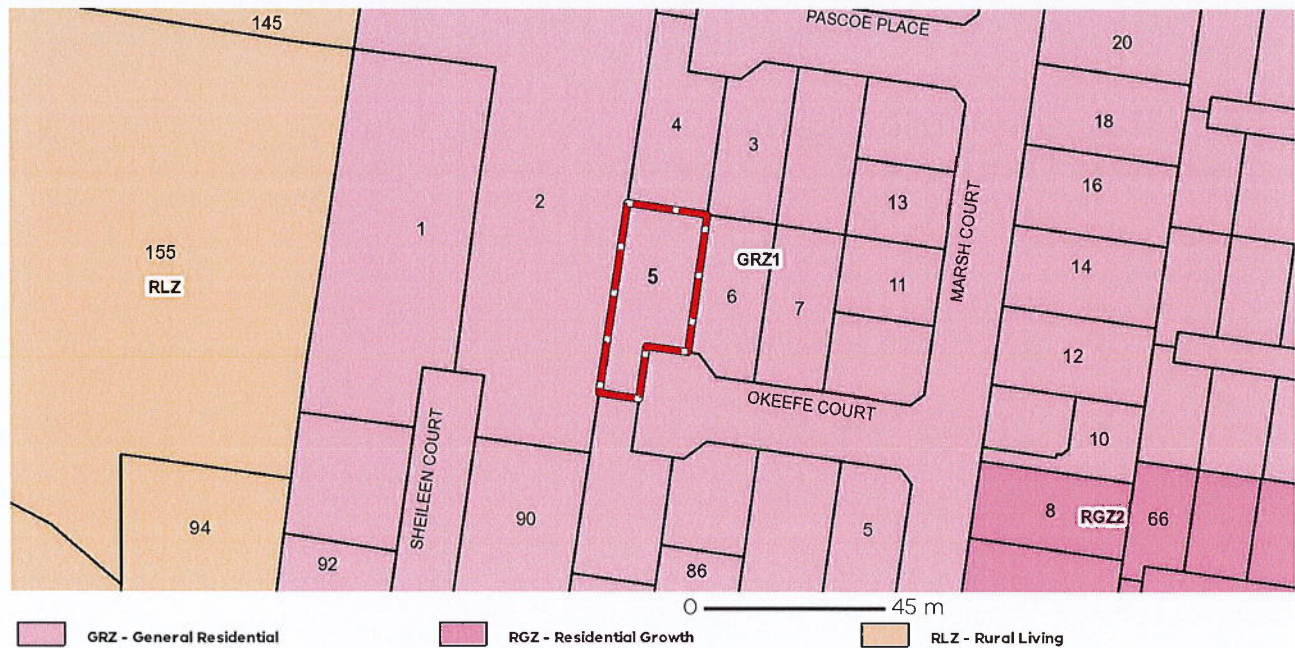 145
PASCOE PLACE
20
4
3
18
16
2
13
1
155
RLZ
MARSH COURT
GRZ1
14
5
6
7
11
12
OKEEFE COURT
10
SHEILEEN COURT
94
90
5
8
RGZ2
66
92
86
0 45 m
GRZ - General Residential
RGZ - Residential Growth
RLZ - Rural Living